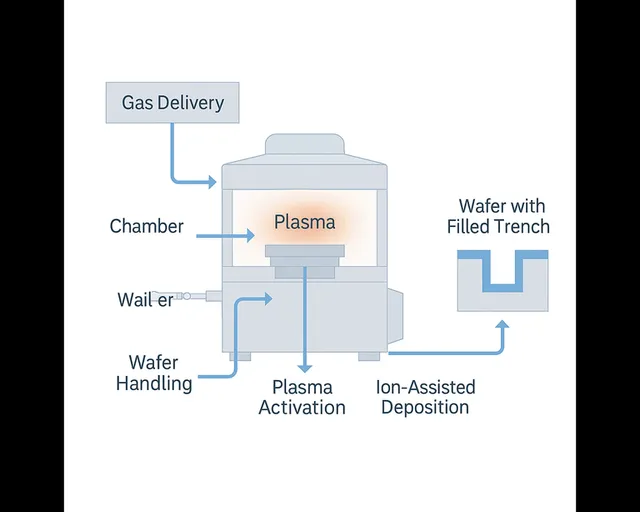 Gas Delivery
Chamber
Plasma
Wafer with
Filled Trench
Wail er
Wafer
Handling
Plasma
Activation
Ion-Assisted
Deposition